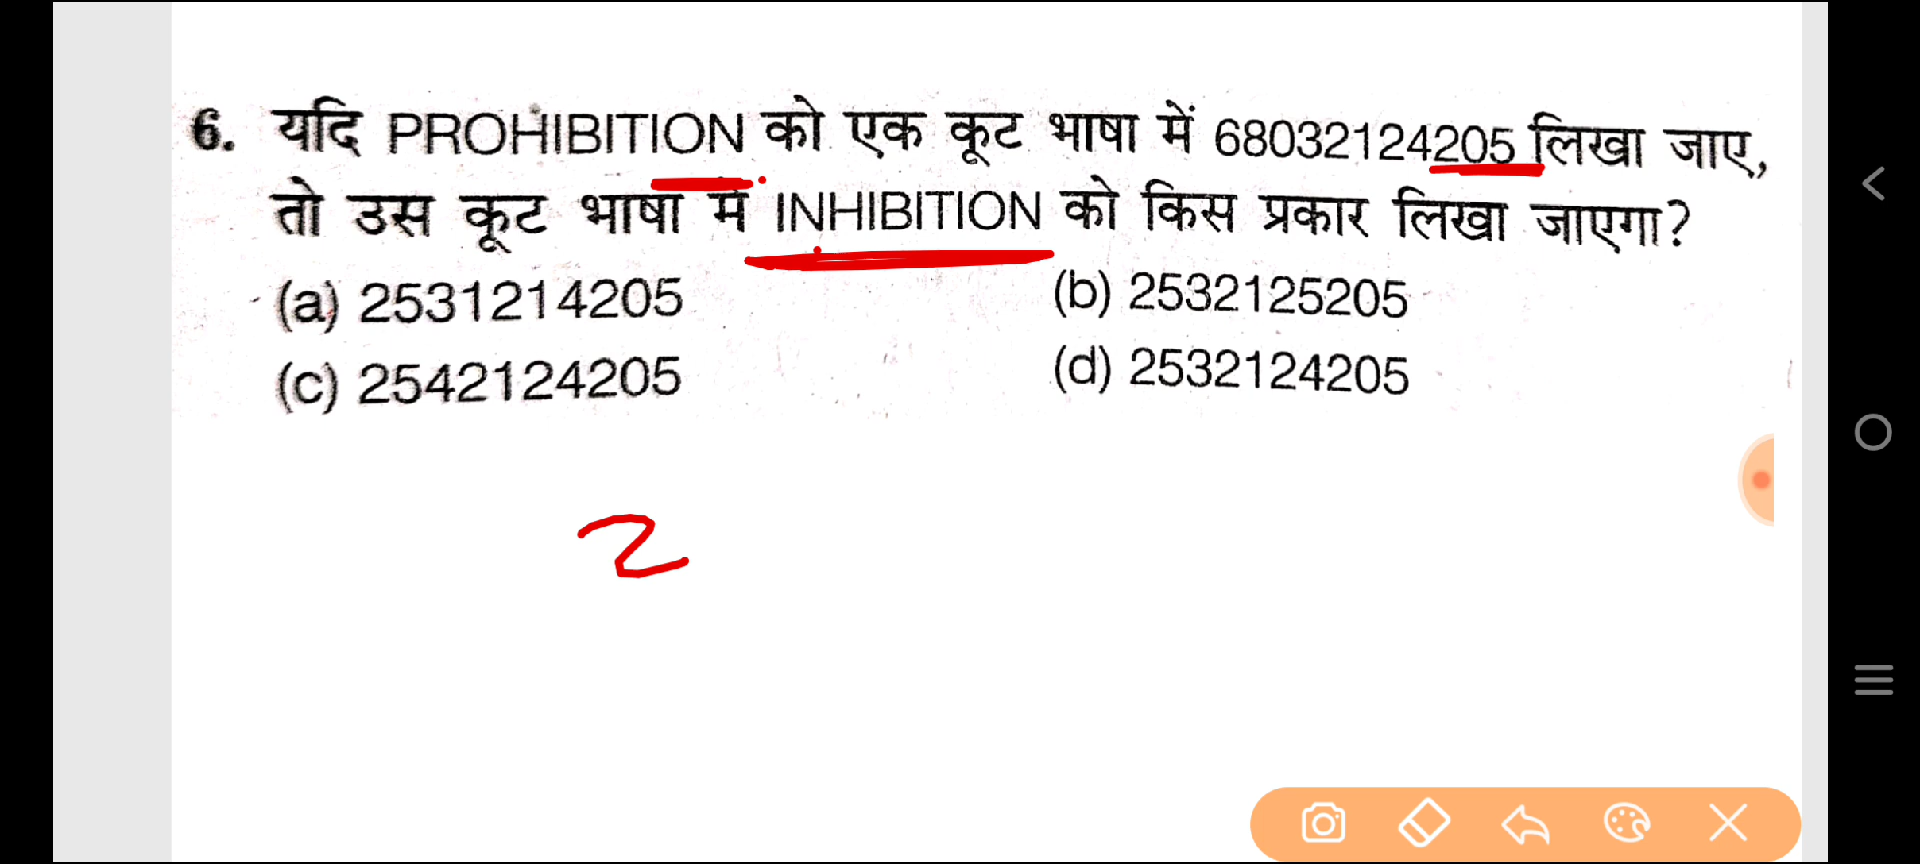 6. यदि PROHIBITION को एक कूट भाषा में 68032124205 लिखा जाए,
तो उस कूट भाषा में INHIBITION को किस प्रकार लिखा जाएगा?
(a) 2531214205 (b) 2532125205
(c) 2542124205 (d) 2532124205
2